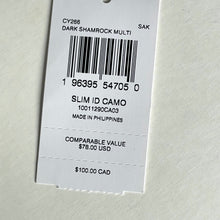 CY266 SAK
DARK SHAMROCK MULTI
1 96395 54705 0
SLIM ID CAMO
10011290CA03
MADE IN PHILIPPINES
COMPARABLE VALUE
$78.00 USD
$100.00 CAD